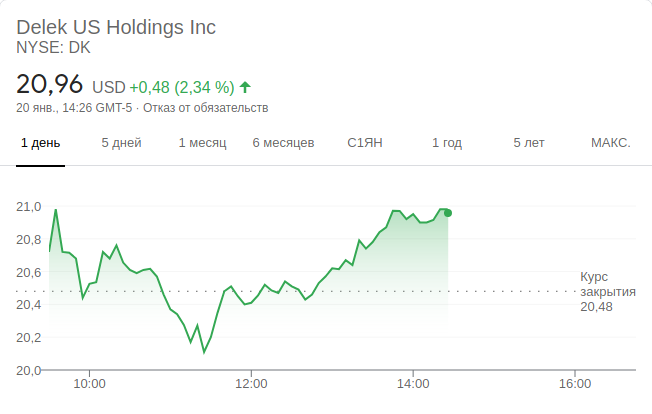 Delek US Holdings Inc
NYSE: DK
20,96 USD +0,48 (2,34 %)
20 янв., 14:26 GMT-5 · Отказ от обязательств
1 день 5 дней 1 месяц 6 месяцев С1ЯН 1 год 5 лет МАКС.
21,0
20,8
20,6
20,4
20,2
20,0
Курс
закрытия
20,48
10:00 12:00 14:00 16:00